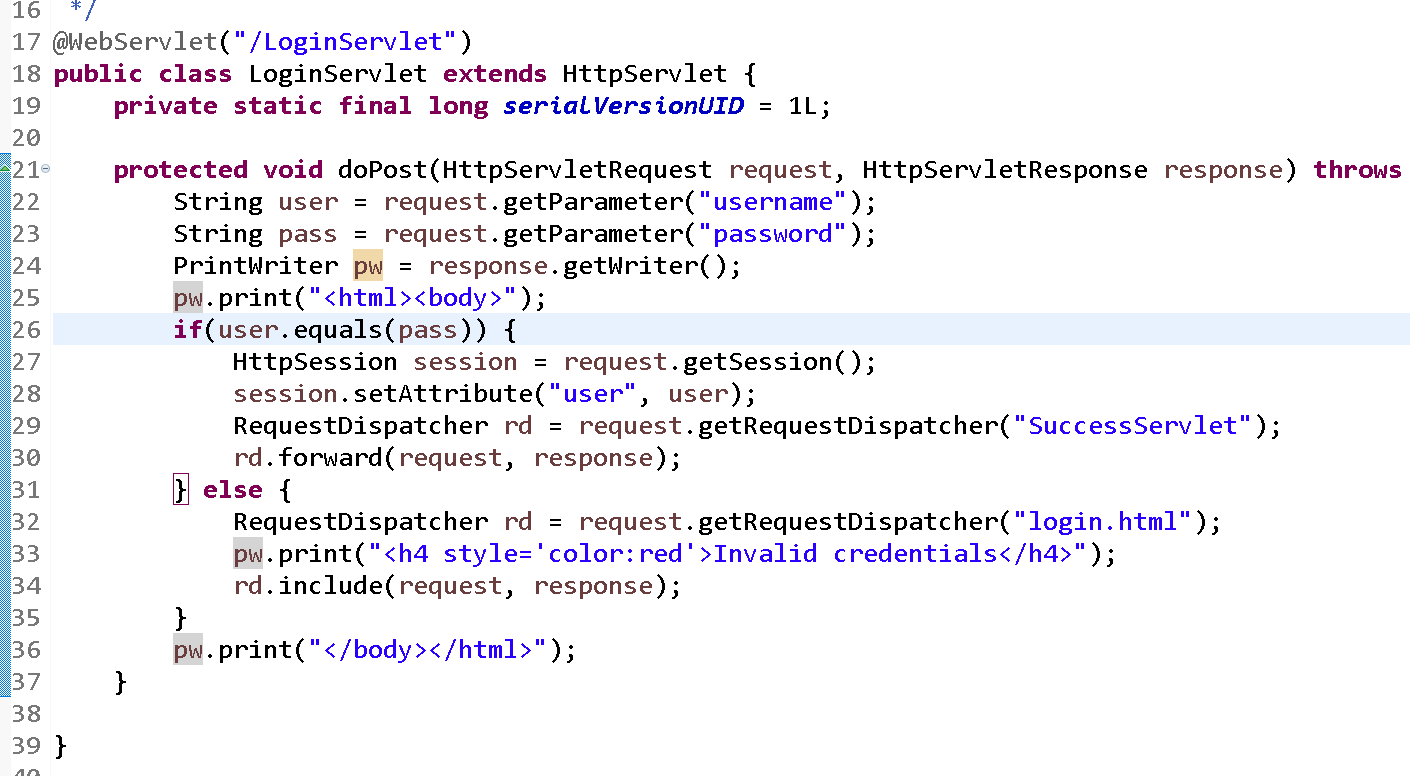 16 */
17 @WebServlet("/LoginServlet")
18 public class LoginServlet extends HttpServlet {
19     private static final long serialVersionUID = 1L;
20
21     protected void doPost(HttpServletRequest request, HttpServletResponse response) throws
22         String user = request.getParameter("username");
23         String pass = request.getParameter("password");
24         PrintWriter pw = response.getWriter();
25         pw.print("<html><body>");
26         if(user.equals(pass)) {
27             HttpSession session = request.getSession();
28             session.setAttribute("user", user);
29             RequestDispatcher rd = request.getRequestDispatcher("SuccessServlet");
30             rd.forward(request, response);
31         } else {
32             RequestDispatcher rd = request.getRequestDispatcher("login.html");
33             pw.print("<h4 style='color:red'>Invalid credentials</h4>");
34             rd.include(request, response);
35         }
36         pw.print("</body></html>");
37     }
38
39 }
40